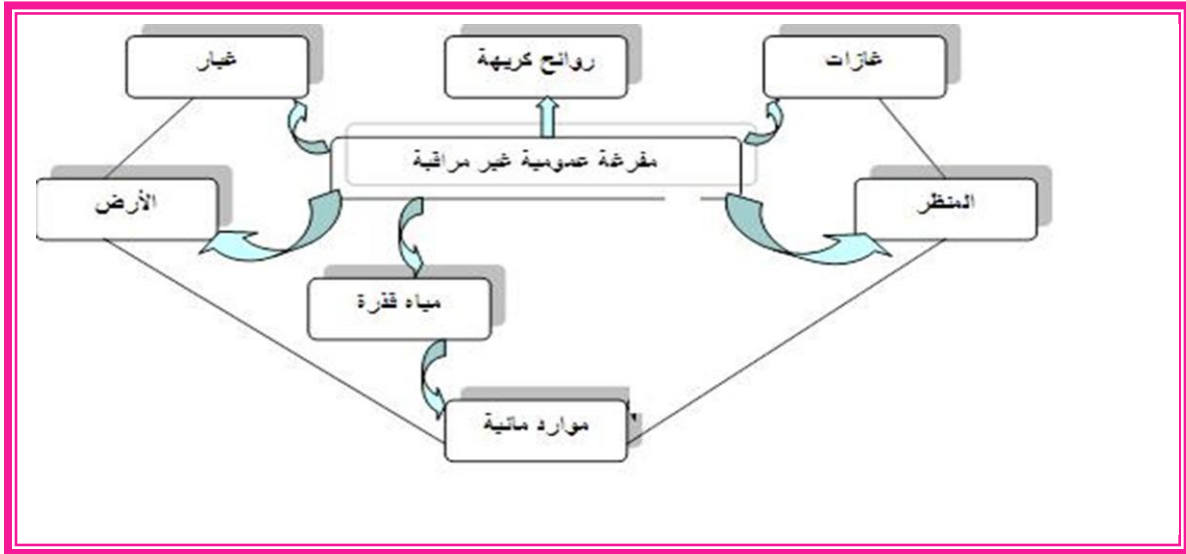 غازات
روائح كريهة
غبار
مفرغة عمومية غير مراقبة
المنظر
الأرض
مياه قذرة
موارد مائية